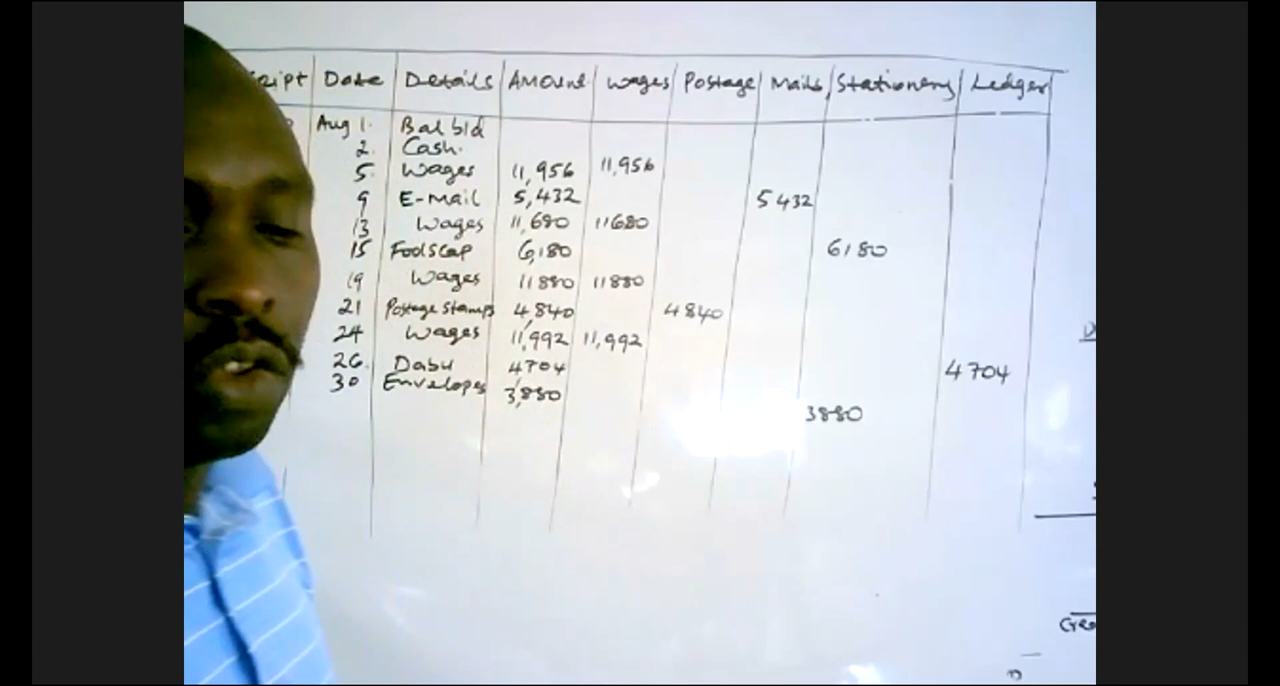 ript Date Details Amount Wages Postage Mails Stationery Ledger
Aug 1. Bal b/d
2. Cash.
5. Wages 11,956 11,956
9 E-Mail 5,432 5432
13 Wages 11,680 11680
15 Foolscap 6,180 6180
19 Wages 11880 11880
21 Postage stamps 4,840 4840
24 Wages 11,992 11,992
26. Dabu 4704 4704
30 Envelopes 3,880 3880